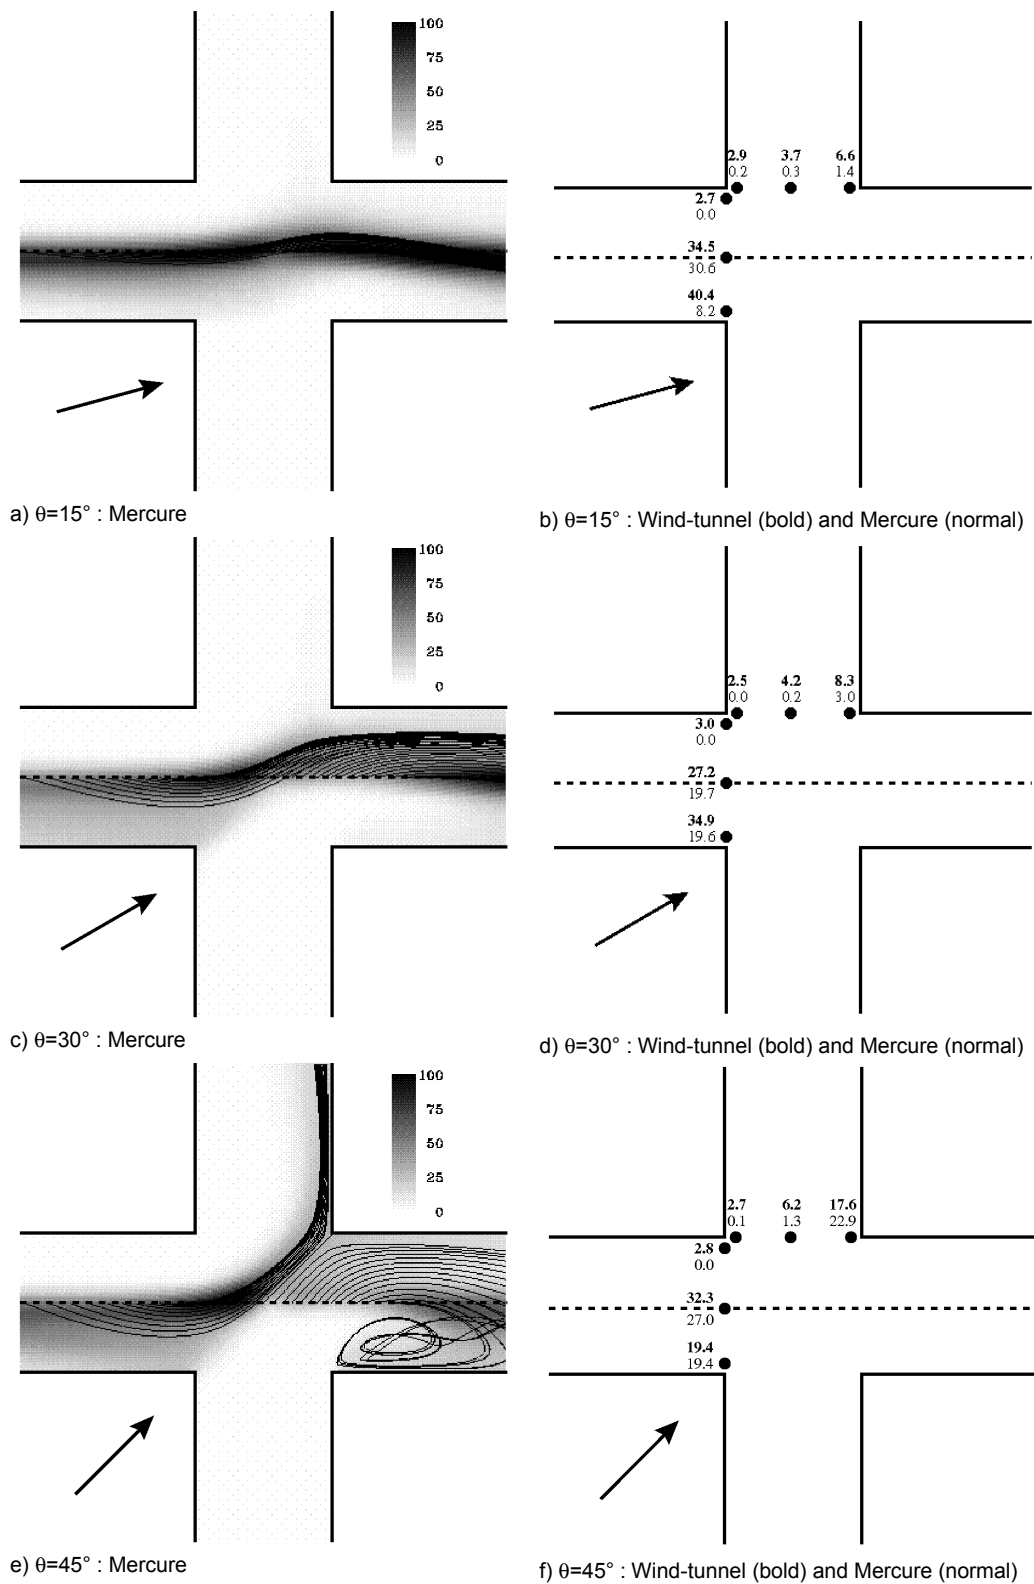 100
75
50
25
0
a) θ=15° : Mercure
2.9 3.7 6.6
0.2 0.3 1.4
2.7
0.0
34.5
30.6
40.4
8.2
b) θ=15° : Wind-tunnel (bold) and Mercure (normal)
100
75
50
25
0
c) θ=30° : Mercure
2.5 4.2 8.3
0.0 0.2 3.0
3.0
0.0
27.2
19.7
34.9
19.6
d) θ=30° : Wind-tunnel (bold) and Mercure (normal)
100
75
50
25
0
e) θ=45° : Mercure
2.7 6.2 17.6
0.1 1.3 22.9
2.8
0.0
32.3
27.0
19.4
19.4
f) θ=45° : Wind-tunnel (bold) and Mercure (normal)